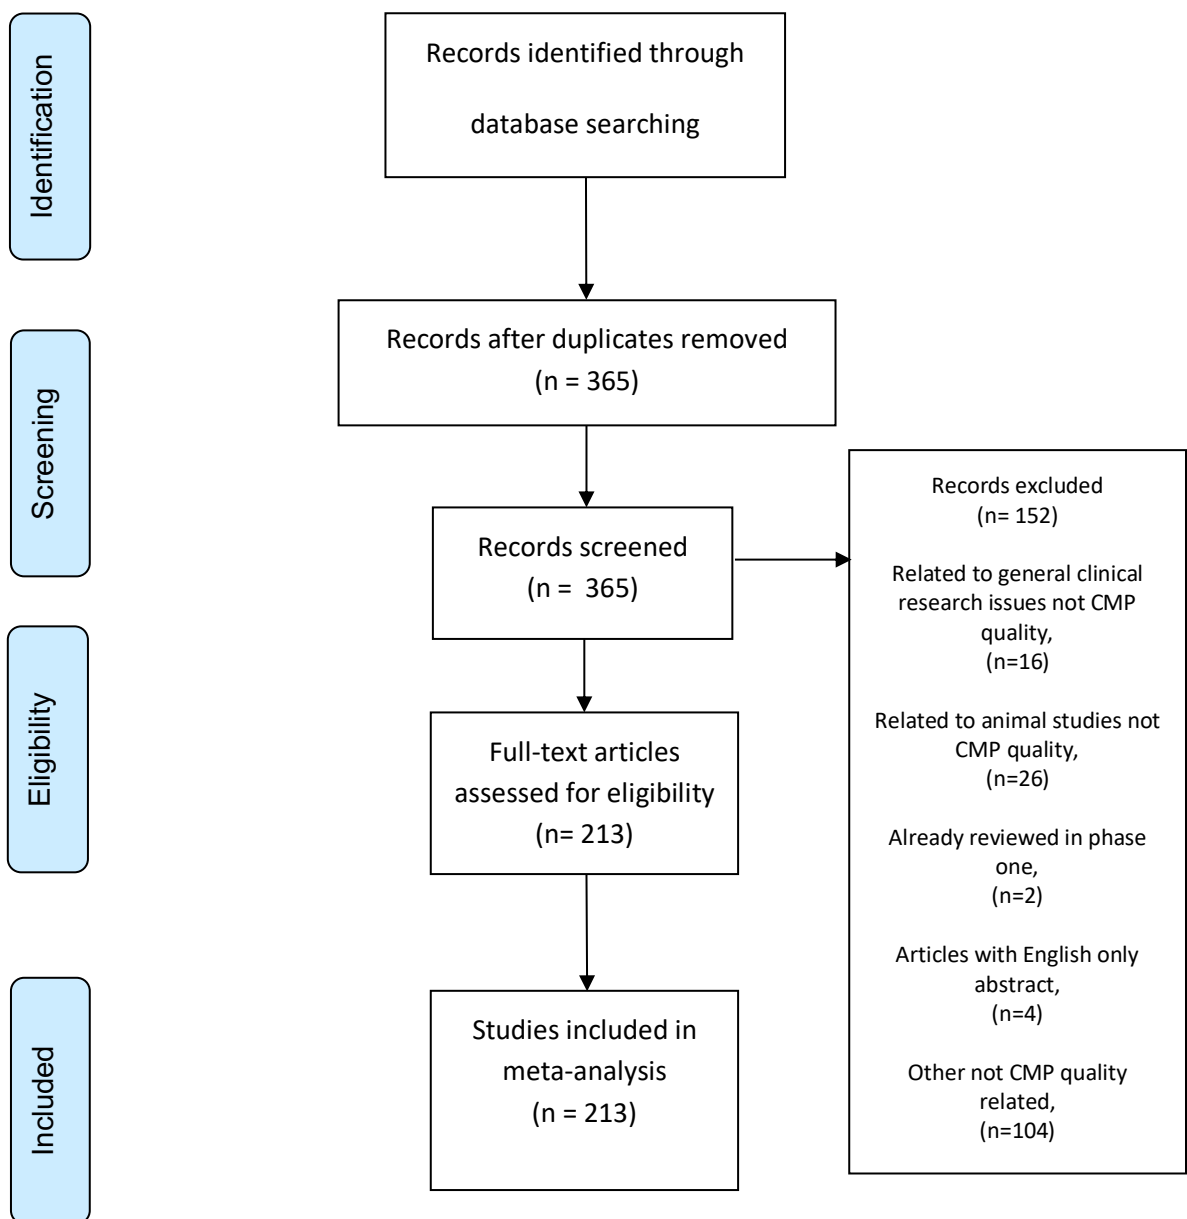 Identification
Records identified through
database searching
Screening
Records after duplicates removed
(n = 365)
Records screened
(n = 365)
Records excluded
(n= 152)
Related to general clinical
research issues not CMP
quality,
(n=16)
Related to animal studies not
CMP quality,
(n=26)
Already reviewed in phase
one,
(n=2)
Articles with English only
abstract,
(n=4)
Other not CMP quality
related,
(n=104)
Eligibility
Full-text articles
assessed for eligibility
(n= 213)
Included
Studies included in
meta-analysis
(n = 213)